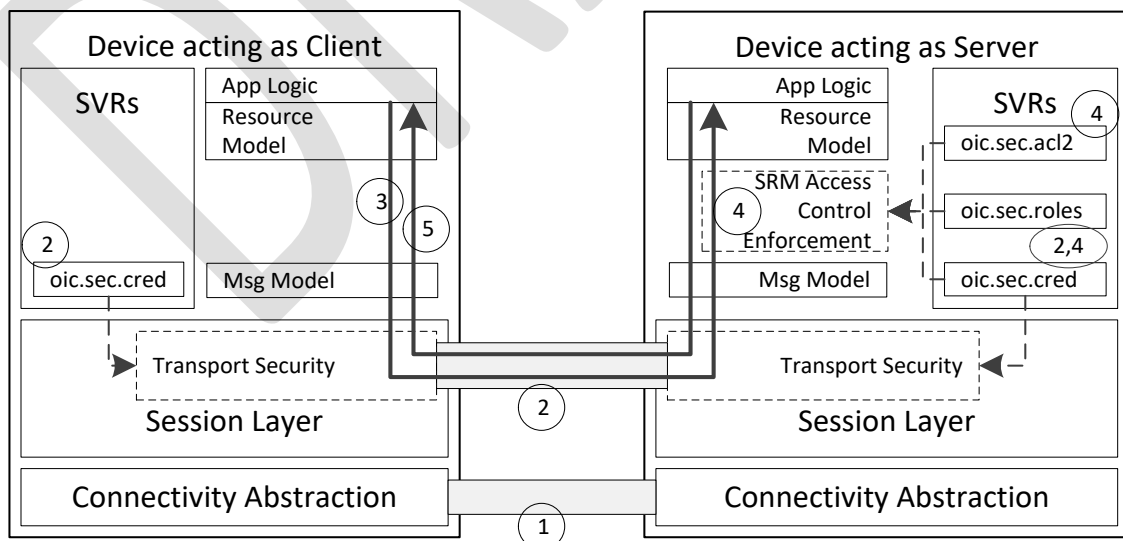 Device acting as Client
SVRs
App Logic
Resource
Model
3
5
2
oic.sec.cred
Msg Model
Transport Security
Session Layer
Connectivity Abstraction
2
1
Device acting as Server
App Logic
Resource
Model
SRM Access
4
Control
Enforcement
Msg Model
SVRs
4
oic.sec.acl2
oic.sec.roles
2,4
oic.sec.cred
Transport Security
Session Layer
Connectivity Abstraction